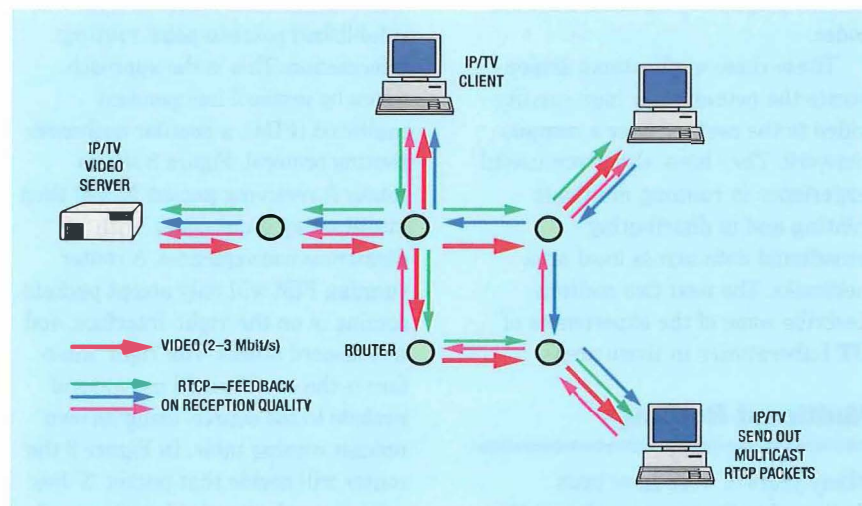 IP/TV
CLIENT
IP/TV
VIDEO
SERVER
ROUTER
VIDEO (2–3 Mbit/s)
RTCP—FEEDBACK
ON RECEPTION QUALITY
IP/TV
SEND OUT
MULTICAST
RTCP PACKETS